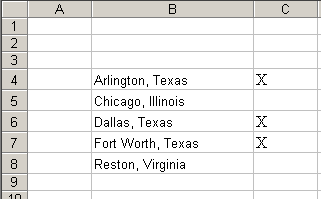 A B C
1
2
3
4 Arlington, Texas X
5 Chicago, Illinois
6 Dallas, Texas X
7 Fort Worth, Texas X
8 Reston, Virginia
9
10